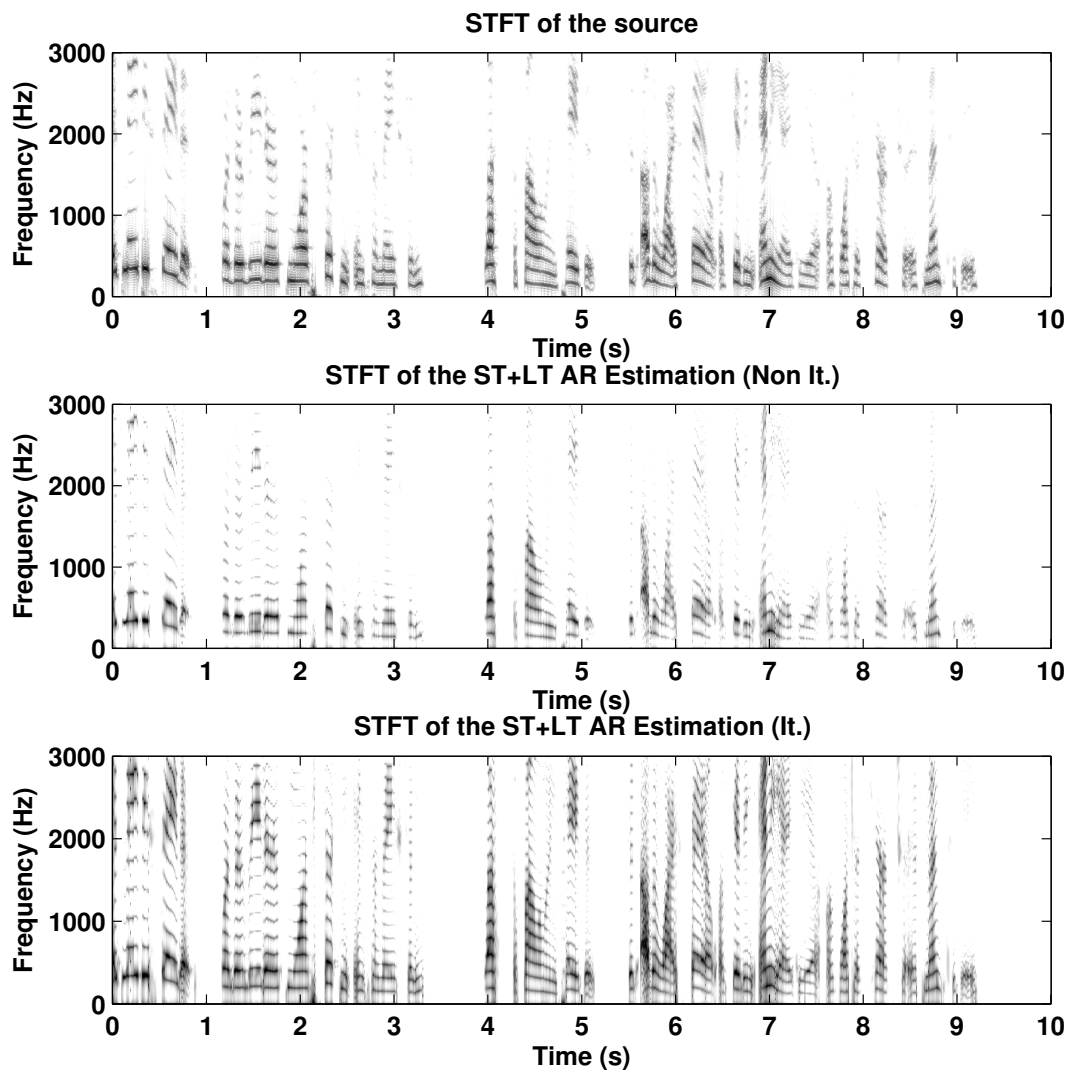 STFT of the source
3000
2000
1000
0
Frequency (Hz)
0 1 2 3 4 5 6 7 8 9 10
Time (s)
STFT of the ST+LT AR Estimation (Non It.)
3000
2000
1000
0
Frequency (Hz)
0 1 2 3 4 5 6 7 8 9 10
Time (s)
STFT of the ST+LT AR Estimation (It.)
3000
2000
1000
0
Frequency (Hz)
0 1 2 3 4 5 6 7 8 9 10
Time (s)